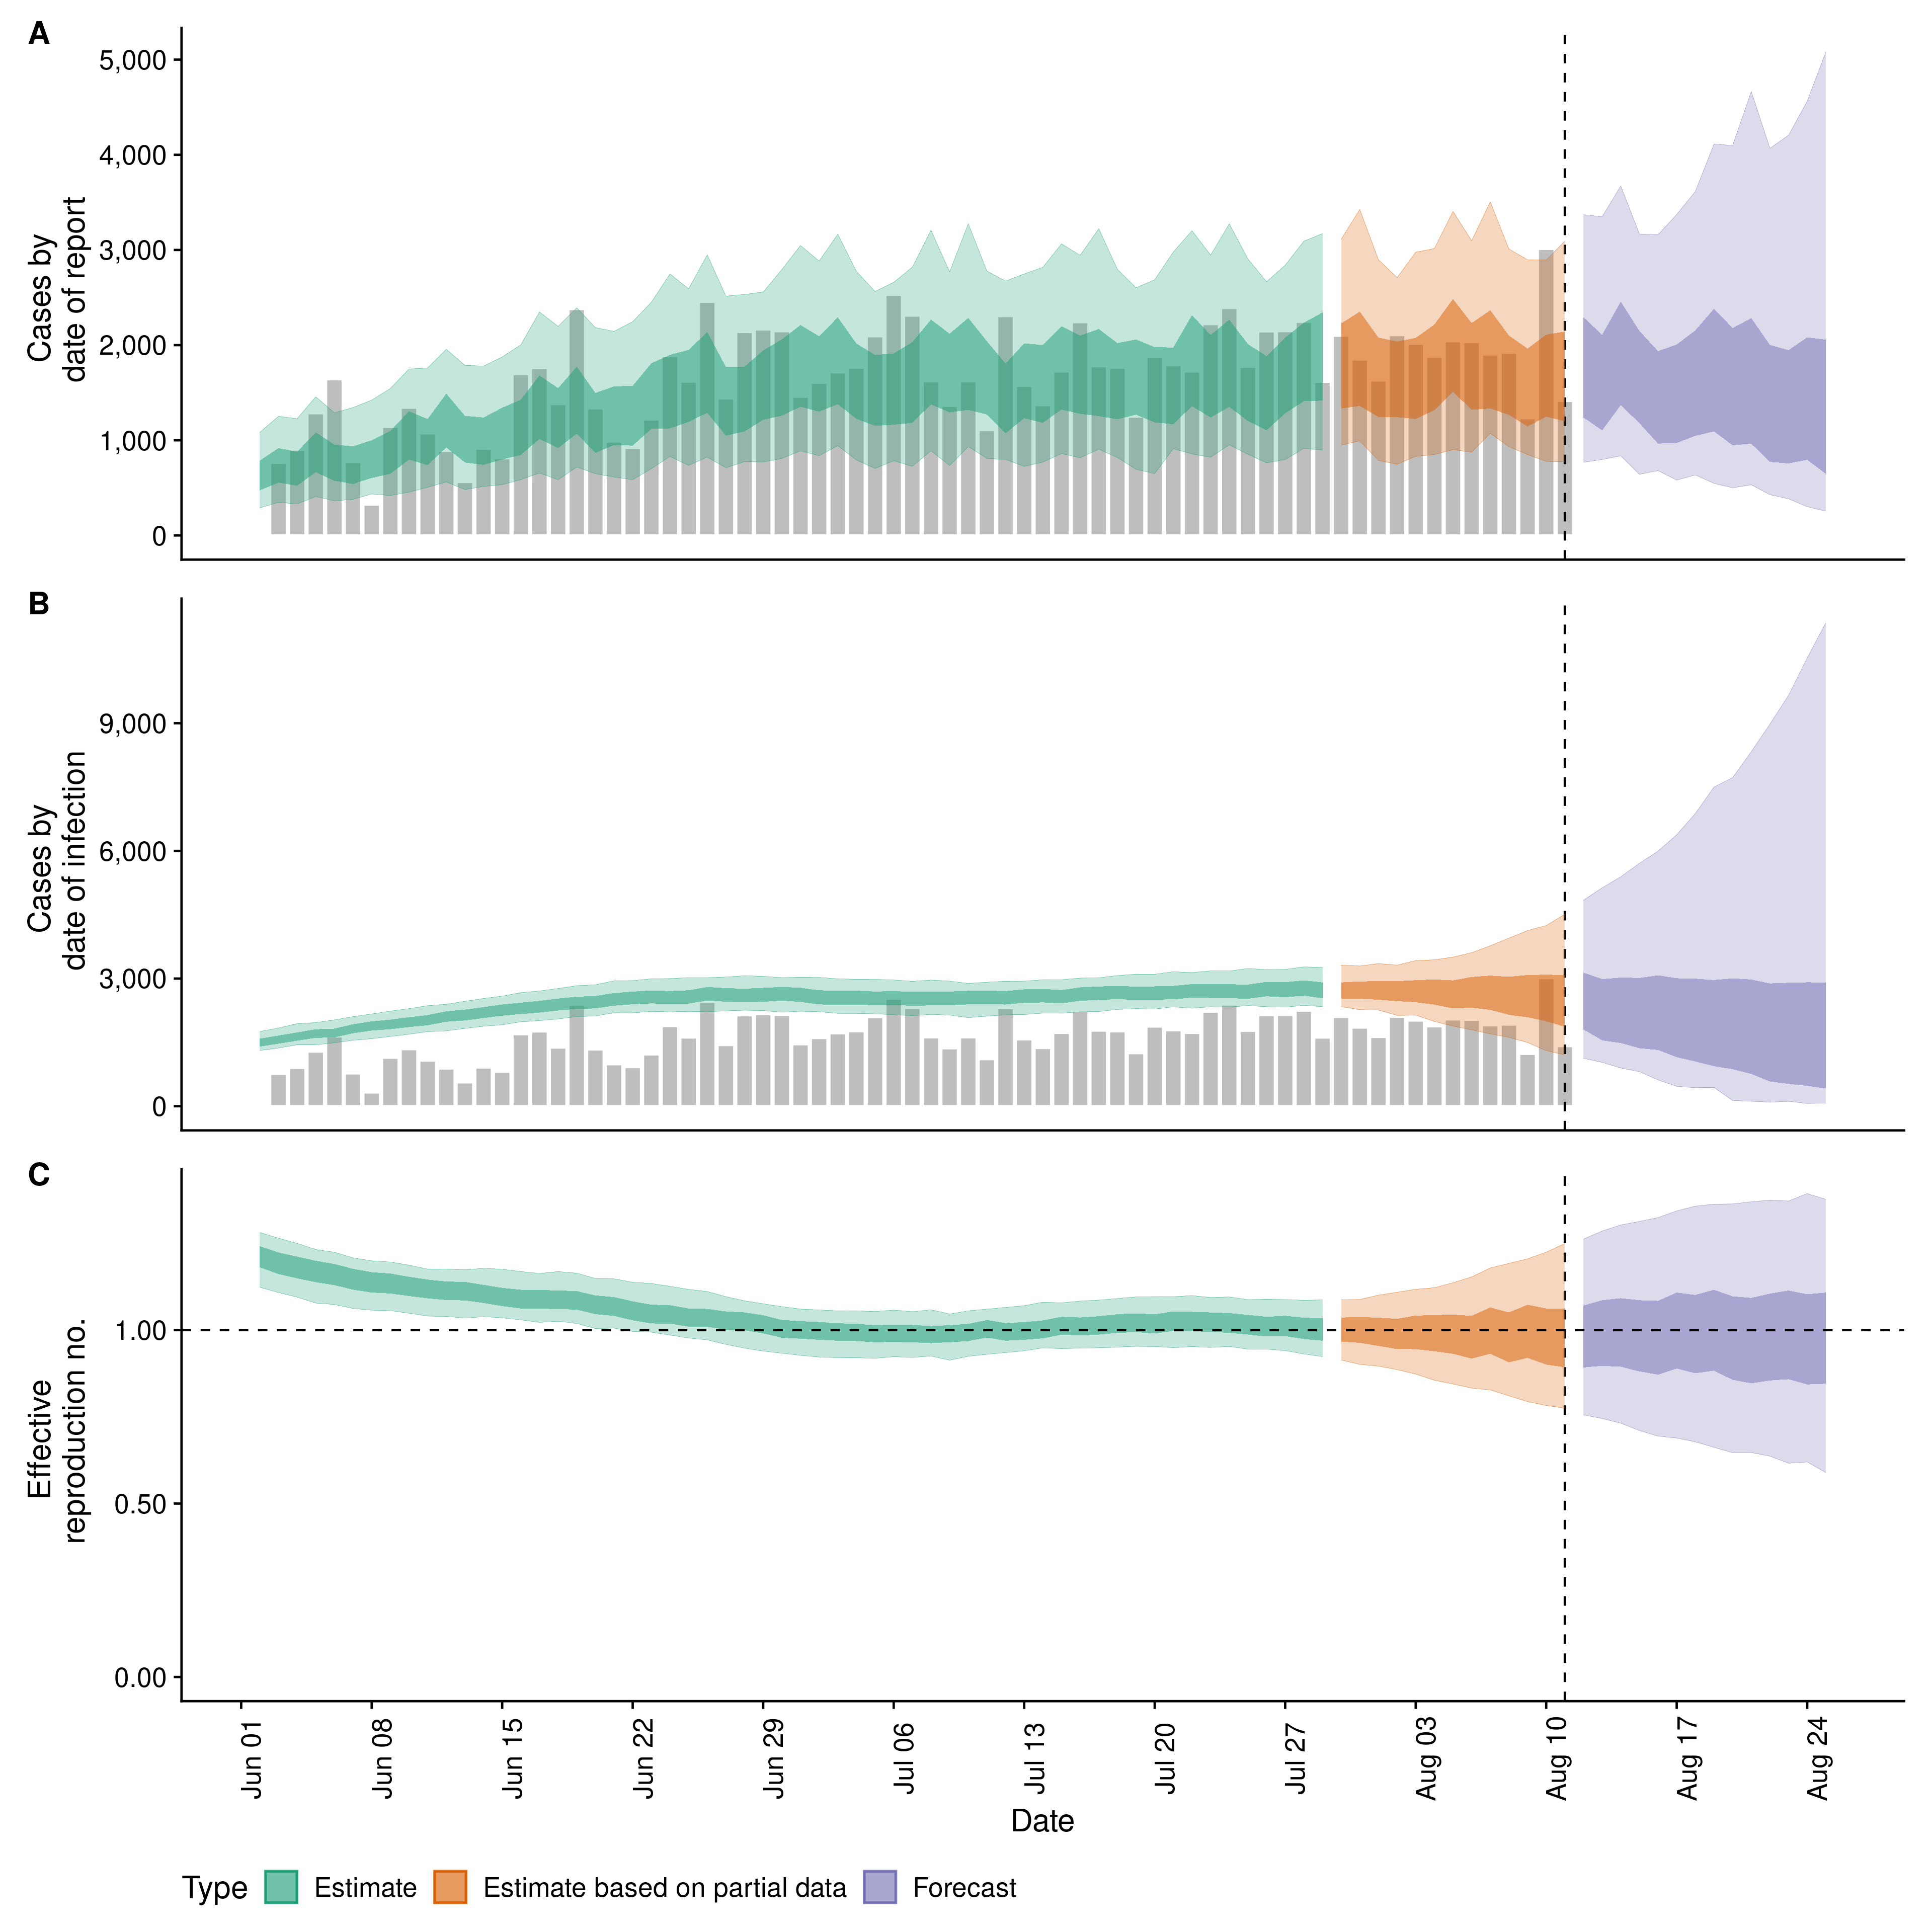 A
5,000
4,000
3,000
2,000
1,000
0
Cases by
date of report
B
9,000
6,000
3,000
0
Cases by
date of infection
C
1.00
0.50
0.00
Effective
reproduction no.
Jun 01
Jun 08
Jun 15
Jun 22
Jun 29
Jul 06
Jul 13
Jul 20
Jul 27
Aug 03
Aug 10
Aug 17
Aug 24
Date
Type Estimate Estimate based on partial data Forecast